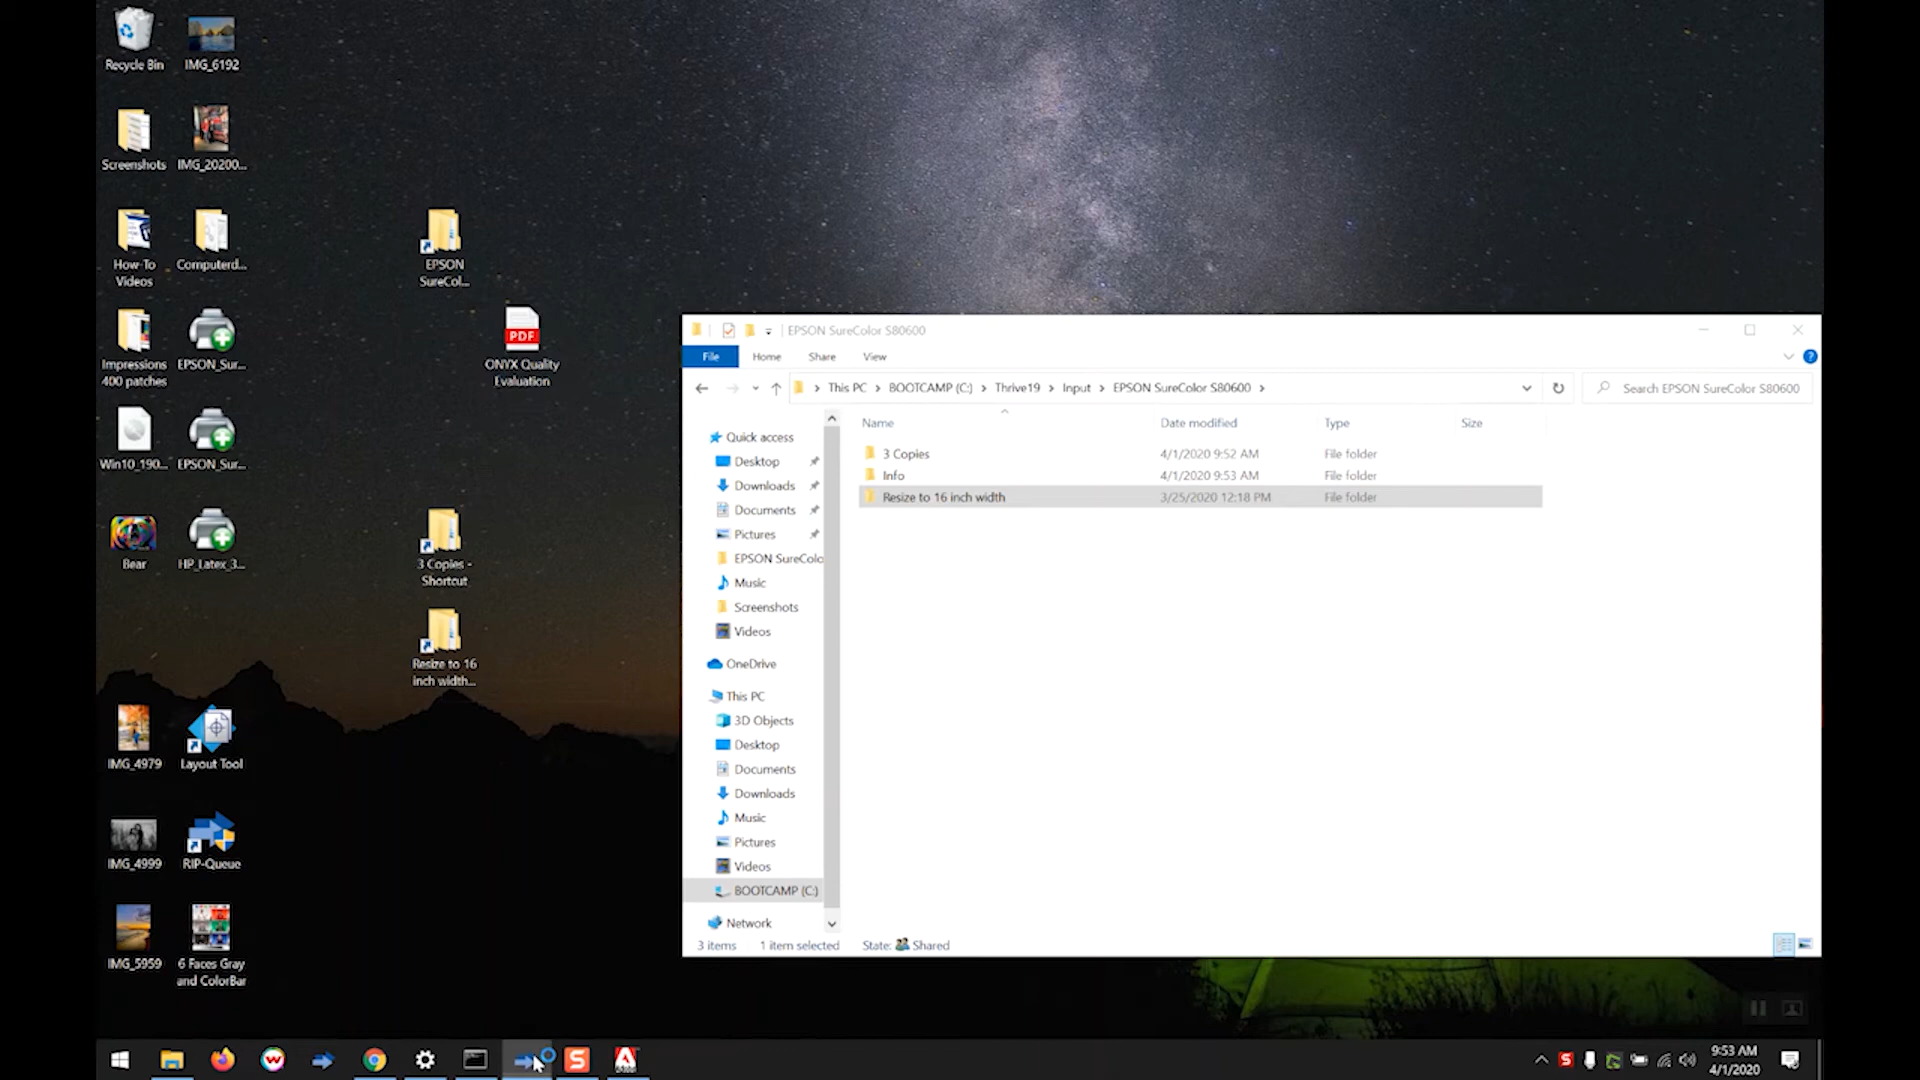 Recycle Bin
IMG_6192
Screenshots
IMG_20200...
How-To
Videos
Computerd...
EPSON
SureCol...
Impressions
400 patches
EPSON_Sur...
PDF
ONYX Quality
Evaluation
Win10_190...
EPSON_Sur...
Bear
HP_Latex_3...
3 Copies -
Shortcut
Resize to 16
inch width...
IMG_4979
Layout Tool
IMG_4999
RIP-Queue
IMG_5959
6 Faces Gray
and ColorBar
EPSON SureColor S80600
File Home Share View
This PC > BOOTCAMP (C:) > Thrive19 > Input > EPSON SureColor S80600 >
Search EPSON SureColor S80600
Name Date modified Type Size
3 Copies 4/1/2020 9:52 AM File folder
Info 4/1/2020 9:53 AM File folder
Resize to 16 inch width 3/25/2020 12:18 PM File folder
Quick access
Desktop
Downloads
Documents
Pictures
EPSON SureColo
Music
Screenshots
Videos
OneDrive
This PC
3D Objects
Desktop
Documents
Downloads
Music
Pictures
Videos
BOOTCAMP (C:)
Network
3 items 1 item selected State: Shared
9:53 AM
4/1/2020